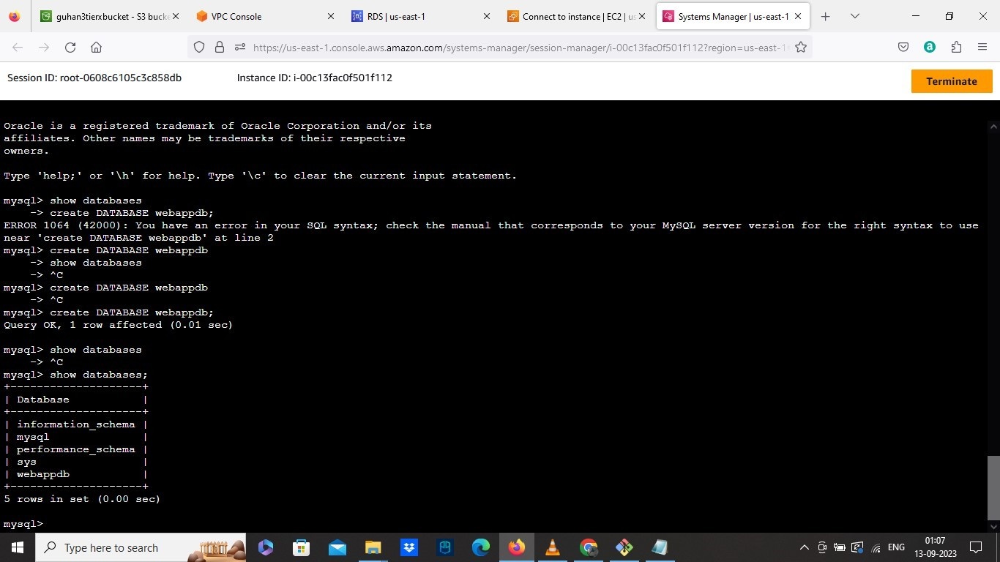 guhan3tierxbucket - S3 bucke
VPC Console
RDS | us-east-1
Connect to instance | EC2 | us
Systems Manager | us-east-1
https://us-east-1.console.aws.amazon.com/systems-manager/session-manager/i-00c13fac0f501f112?region=us-east-1
Session ID: root-0608c6105c3c858db
Instance ID: i-00c13fac0f501f112
Terminate
Oracle is a registered trademark of Oracle Corporation and/or its
affiliates. Other names may be trademarks of their respective
owners.
Type 'help;' or '\h' for help. Type '\c' to clear the current input statement.
mysql> show databases
    -> create DATABASE webappdb;
ERROR 1064 (42000): You have an error in your SQL syntax; check the manual that corresponds to your MySQL server version for the right syntax to use
near 'create DATABASE webappdb' at line 2
mysql> create DATABASE webappdb
    -> show databases
    -> ^C
mysql> create DATABASE webappdb
    -> ^C
mysql> create DATABASE webappdb;
Query OK, 1 row affected (0.01 sec)
mysql> show databases
    -> ^C
mysql> show databases;
+--------------------+
| Database           |
+--------------------+
| information_schema |
| mysql              |
| performance_schema |
| sys                |
| webappdb           |
+--------------------+
5 rows in set (0.00 sec)
mysql>
Type here to search
ENG
01:07
13-09-2023